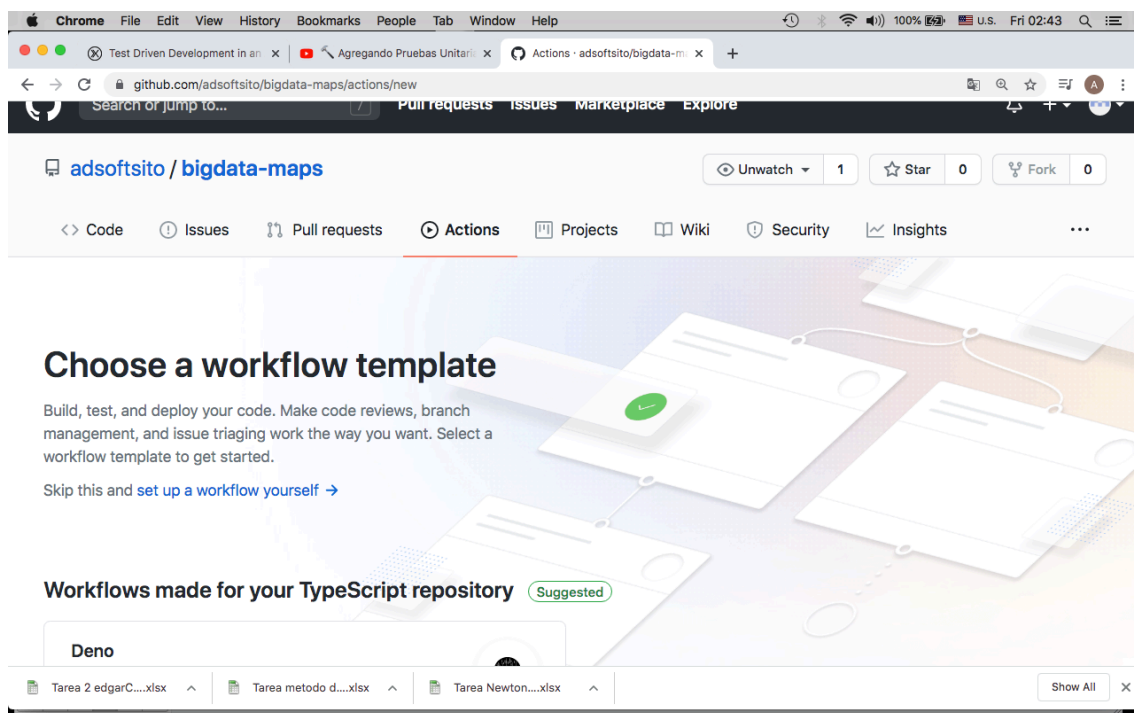 Chrome File Edit View History Bookmarks People Tab Window Help 100% U.S. Fri 02:43
Test Driven Development in an Agregando Pruebas Unitari Actions · adsoftsito/bigdata-ma
github.com/adsoftsito/bigdata-maps/actions/new A
Search or jump to... / Pull requests Issues Marketplace Explore
adsoftsito / bigdata-maps Unwatch 1 Star 0 Fork 0
Code Issues Pull requests Actions Projects Wiki Security Insights ...
Choose a workflow template
Build, test, and deploy your code. Make code reviews, branch
management, and issue triaging work the way you want. Select a
workflow template to get started.
Skip this and set up a workflow yourself →
Workflows made for your TypeScript repository Suggested
Deno
Tarea 2 edgarC....xlsx Tarea metodo d....xlsx Tarea Newton....xlsx Show All